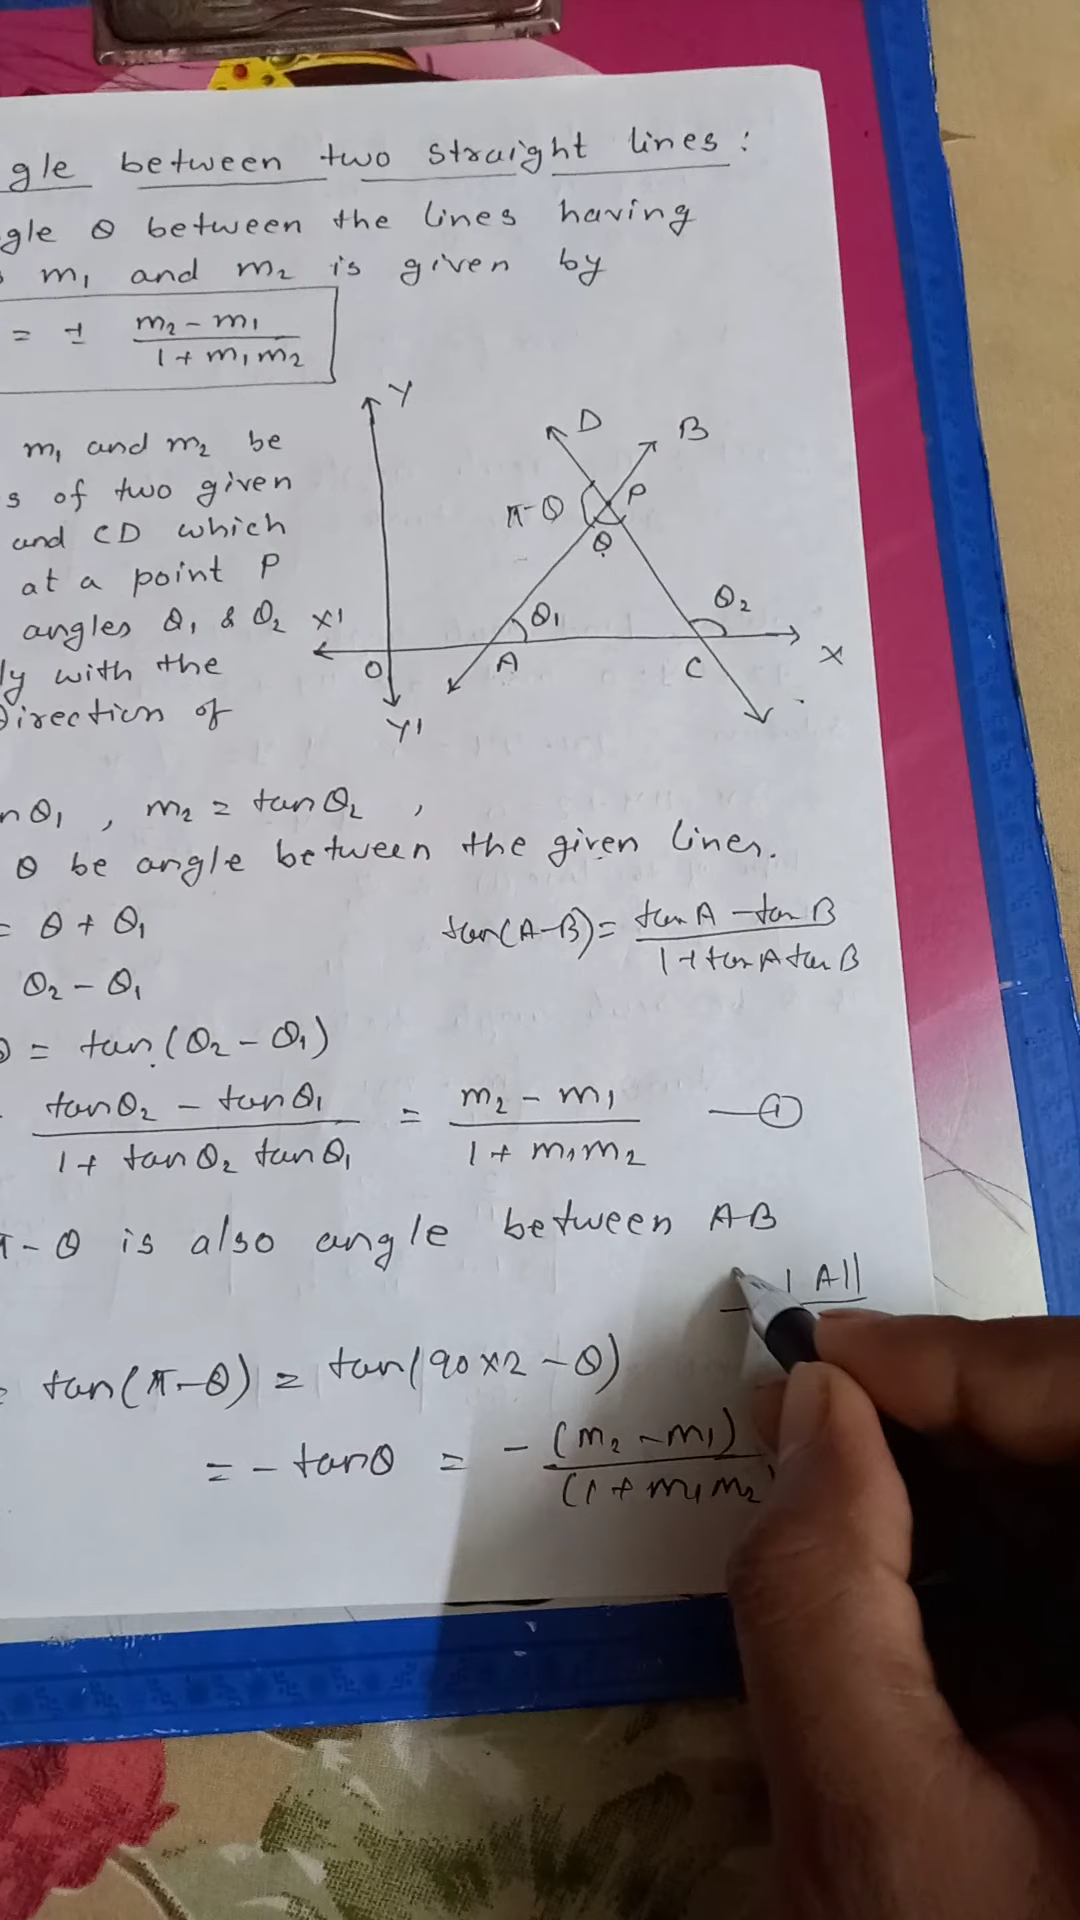 gle between two straight lines:
gle θ between the lines having
s m₁ and m₂ is given by
= ± (m₂ - m₁)/(1 + m₁m₂)
m₁ and m₂ be
s of two given
and CD which
at a point P
angles θ₁ & θ₂
ly with the
Direction of
Y
D
B
P
π-θ
θ
θ₁
θ₂
X'
O
A
C
X
Y'
nθ₁, m₂ = tanθ₂,
θ be angle between the given lines.
= θ + θ₁
tan(A-B) = (tanA - tanB)/(1 + tanA tanB)
θ₂ - θ₁
= tan(θ₂ - θ₁)
(tanθ₂ - tanθ₁)/(1 + tanθ₂ tanθ₁) = (m₂ - m₁)/(1 + m₁m₂) — ①
π-θ is also angle between AB
All
tan(π-θ) = tan(90×2 - θ)
= - tanθ = - (m₂ - m₁)/(1 + m₁m₂)